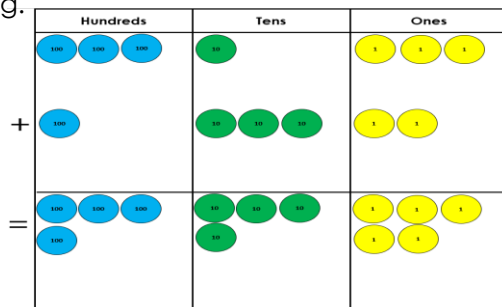 g.
Hundreds Tens Ones
100 100 100 10 1 1 1
+ 100 10 10 10 1 1
100 100 100 10 10 10 1 1 1
=
100 10 1 1